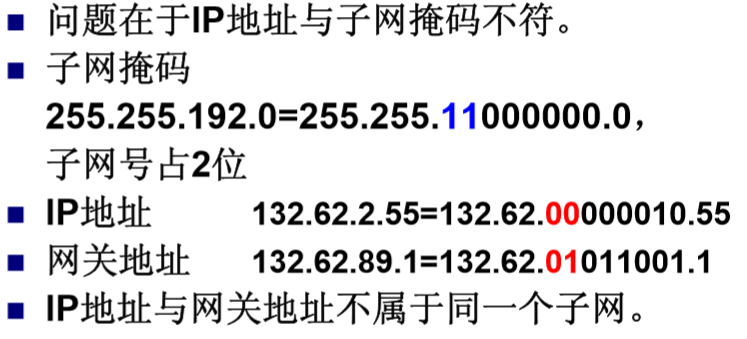 ■ 问题在于IP地址与子网掩码不符。
■ 子网掩码
255.255.192.0=255.255.11000000.0，
子网号占2位
■ IP地址 132.62.2.55=132.62.00000010.55
■ 网关地址 132.62.89.1=132.62.01011001.1
■ IP地址与网关地址不属于同一个子网。